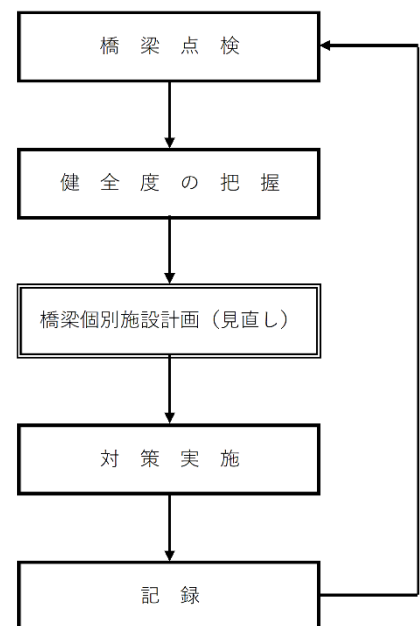 橋　梁　点　検
健　全　度　の　把　握
橋梁個別施設計画（見直し）
対　策　実　施
記　録